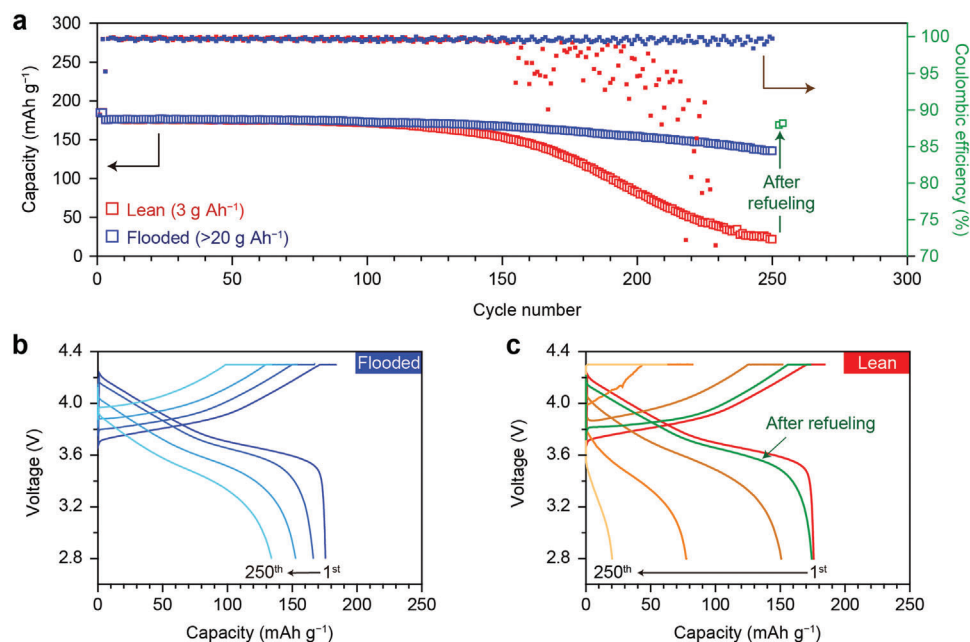 a
300
250
200
150
100
50
0
Capacity (mAh g⁻¹)
Lean (3 g Ah⁻¹)
Flooded (>20 g Ah⁻¹)
After
refueling
100
95
90
85
80
75
70
Coulombic efficiency (%)
0 50 100 150 200 250 300
Cycle number
b
4.4
4.0
3.6
3.2
2.8
Voltage (V)
Flooded
250th 1st
0 50 100 150 200 250
Capacity (mAh g⁻¹)
c
4.4
4.0
3.6
3.2
2.8
Voltage (V)
Lean
After refueling
250th 1st
0 50 100 150 200 250
Capacity (mAh g⁻¹)